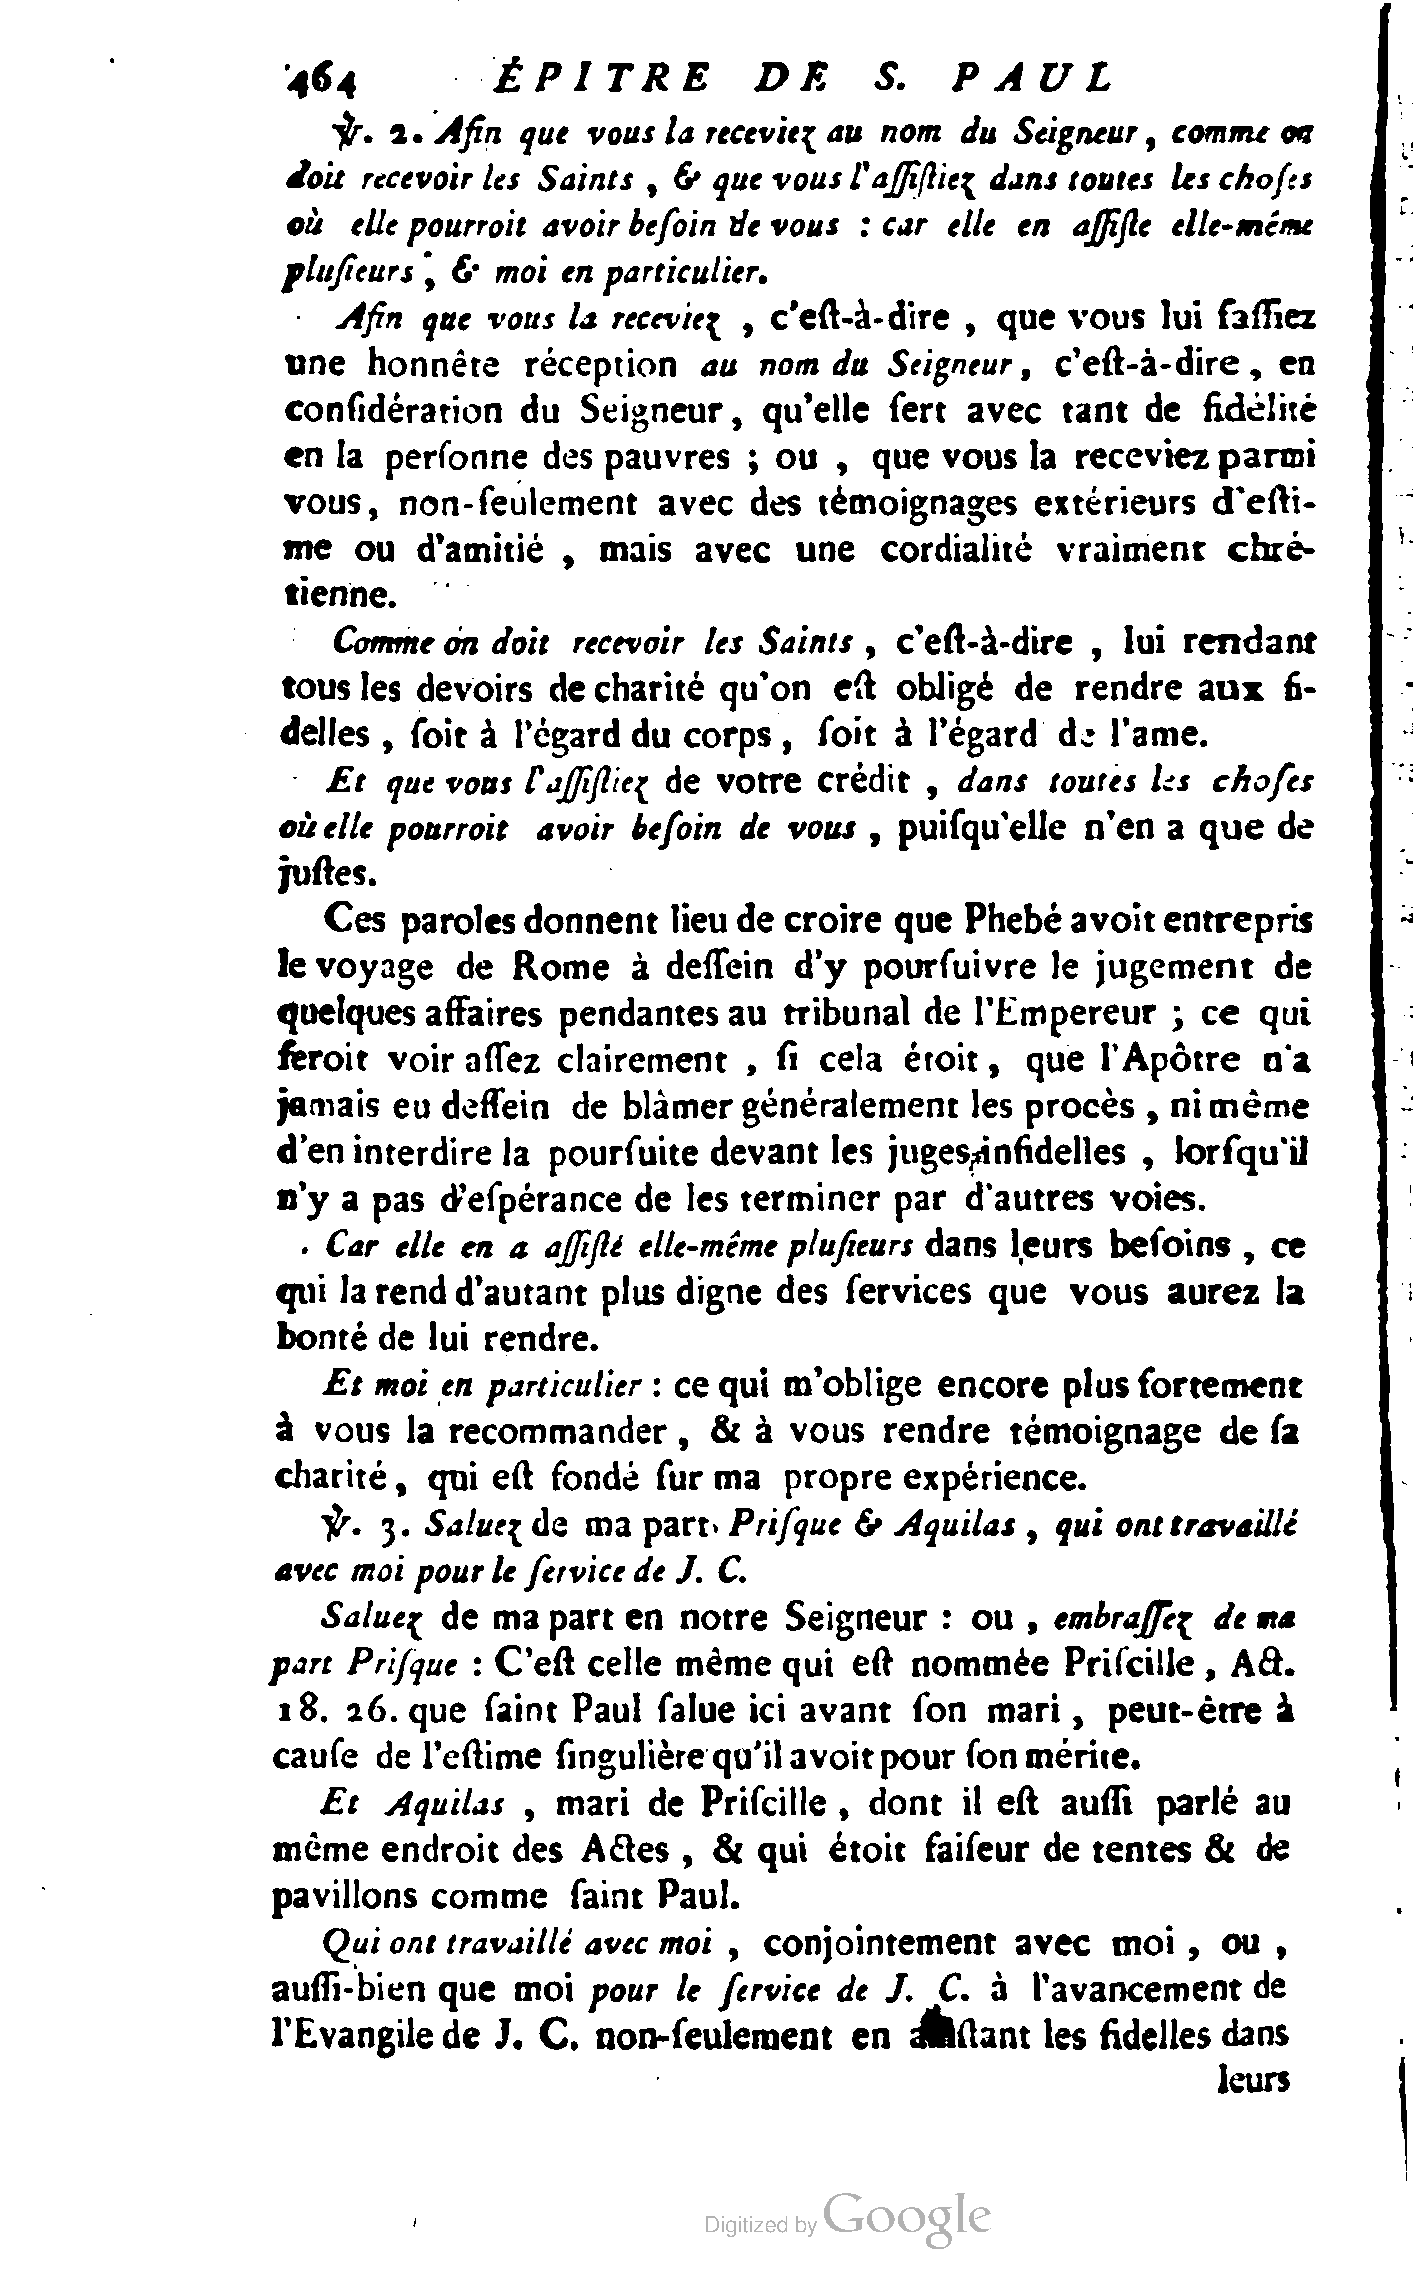 464 ÉPITRE DE S. PAUL
℣. 2. Afin que vous la receviez au nom du Seigneur, comme on
doit recevoir les Saints, & que vous l'aſſiſtiez dans toutes les choſes
où elle pourroit avoir beſoin de vous : car elle en aſſiſte elle-même
pluſieurs, & moi en particulier.
Afin que vous la receviez, c'eſt-à-dire, que vous lui faſſiez
une honnête réception au nom du Seigneur, c'eſt-à-dire, en
conſidération du Seigneur, qu'elle ſert avec tant de fidélité
en la perſonne des pauvres ; ou, que vous la receviez parmi
vous, non-ſeulement avec des témoignages extérieurs d'eſti-
me ou d'amitié, mais avec une cordialité vraiment chré-
tienne.
Comme on doit recevoir les Saints, c'eſt-à-dire, lui rendant
tous les devoirs de charité qu'on eſt obligé de rendre aux fi-
delles, ſoit à l'égard du corps, ſoit à l'égard de l'ame.
Et que vous l'aſſiſtiez de votre crédit, dans toutes les choſes
où elle pourroit avoir beſoin de vous, puiſqu'elle n'en a que de
juſtes.
Ces paroles donnent lieu de croire que Phebé avoit entrepris
le voyage de Rome à deſſein d'y pourſuivre le jugement de
quelques affaires pendantes au tribunal de l'Empereur ; ce qui
feroit voir aſſez clairement, ſi cela étoit, que l'Apôtre n'a
jamais eu deſſein de blâmer généralement les procès, ni même
d'en interdire la pourſuite devant les juges infidelles, lorſqu'il
n'y a pas d'eſpérance de les terminer par d'autres voies.
Car elle en a aſſiſté elle-même pluſieurs dans leurs beſoins, ce
qui la rend d'autant plus digne des ſervices que vous aurez la
bonté de lui rendre.
Et moi en particulier : ce qui m'oblige encore plus fortement
à vous la recommander, & à vous rendre témoignage de ſa
charité, qui eſt fondé ſur ma propre expérience.
℣. 3. Saluez de ma part Priſque & Aquilas, qui ont travaillé
avec moi pour le ſervice de J. C.
Saluez de ma part en notre Seigneur : ou, embraſſez de ma
part Priſque : C'eſt celle même qui eſt nommée Priſcille, Act.
18. 26. que ſaint Paul ſalue ici avant ſon mari, peut-être à
cauſe de l'eſtime ſingulière qu'il avoit pour ſon mérite.
Et Aquilas, mari de Priſcille, dont il eſt auſſi parlé au
même endroit des Actes, & qui étoit faiſeur de tentes & de
pavillons comme ſaint Paul.
Qui ont travaillé avec moi, conjointement avec moi, ou,
auſſi-bien que moi pour le ſervice de J. C. à l'avancement de
l'Evangile de J. C. non-ſeulement en les fidelles dans
leurs
Digitized by Google